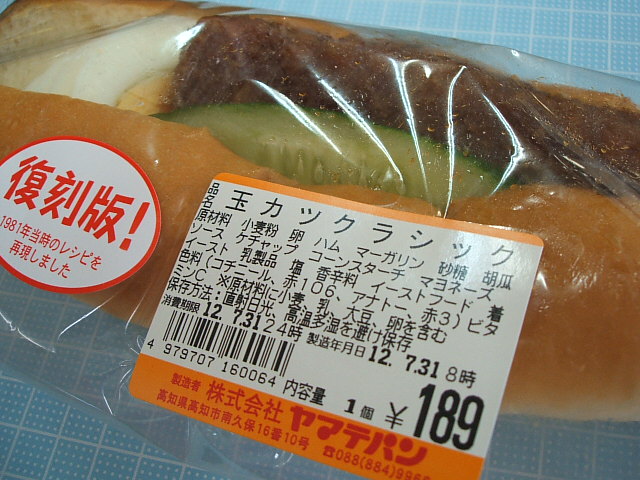 復刻版!
1981年当時のレシピを
再現しました
品名 玉カツクラシック
原材料 小麦粉 卵 ハム マーガリン 砂糖 胡瓜
ソース ケチャップ コーンスターチ マヨネーズ
イースト 乳製品 塩 香辛料 イーストフード、着
色料(コチニール、赤106、アナトー、赤3)ビタ
ミンC、※原材料に小麦、乳、大豆、卵を含む
保存方法:直射日光、高温多湿を避け保存
消費期限 12. 7.31 24時 製造年月日 12. 7.31 8時
4 979707 160064
内容量 1個 ¥189
製造者 株式会社 ヤマテパン
高知県高知市南久保16番10号 ☎088(884)